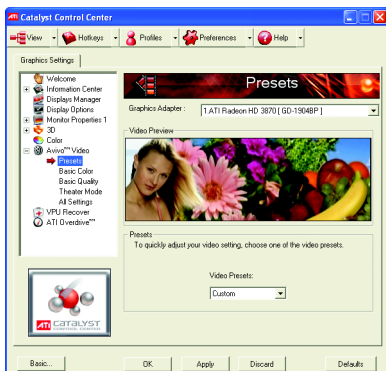 Catalyst Control Center
View
Hotkeys
Profiles
Preferences
Help
Graphics Settings
Welcome
Information Center
Displays Manager
Display Options
Monitor Properties 1
3D
Color
Avivo™ Video
Presets
Basic Color
Basic Quality
Theater Mode
All Settings
VPU Recover
ATI Overdrive™
ATI CATALYST
CONTROL CENTER
Presets
Graphics Adapter :
1.ATI Radeon HD 3870 [ GD-1904BP ]
Video Preview
Presets
To quickly adjust your video setting, choose one of the video presets.
Video Presets:
Custom
Basic...
OK
Apply
Discard
Defaults